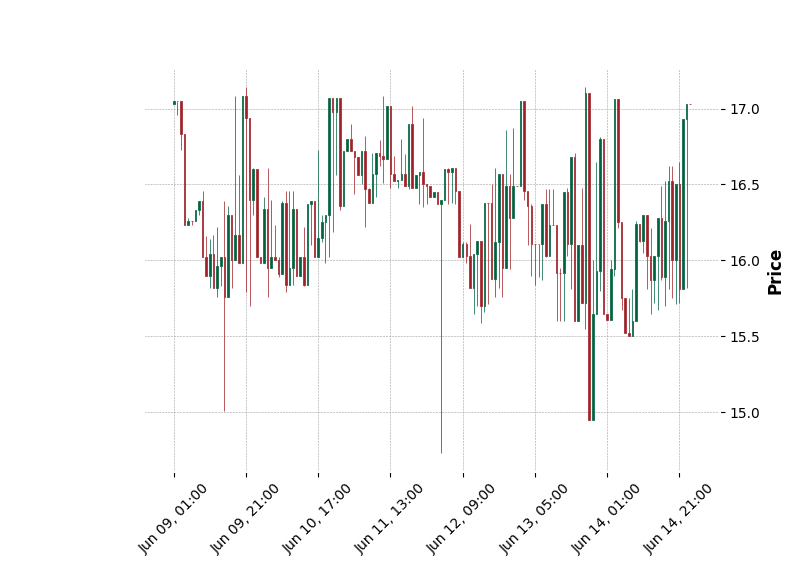 17.0
16.5
16.0
15.5
15.0
Price
Jun 09, 01:00
Jun 09, 21:00
Jun 10, 17:00
Jun 11, 13:00
Jun 12, 09:00
Jun 13, 05:00
Jun 14, 01:00
Jun 14, 21:00